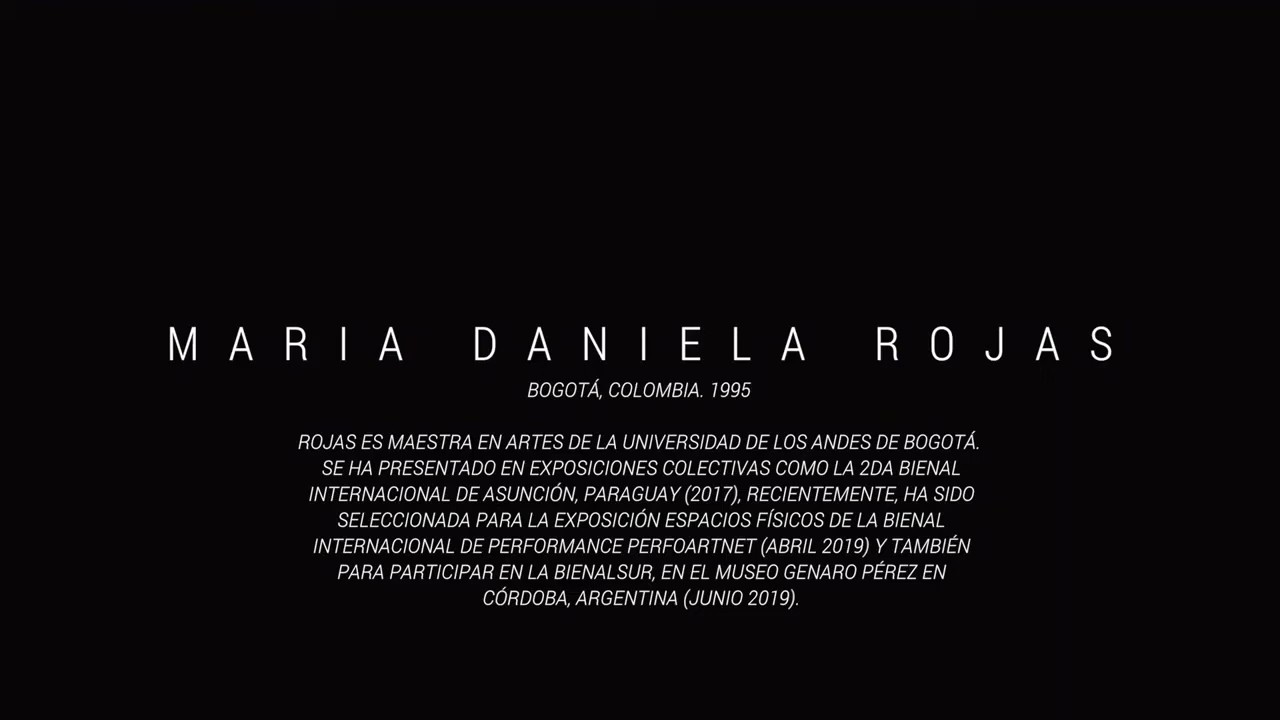 MARIA DANIELA ROJAS
BOGOTÁ, COLOMBIA. 1995
ROJAS ES MAESTRA EN ARTES DE LA UNIVERSIDAD DE LOS ANDES DE BOGOTÁ.
SE HA PRESENTADO EN EXPOSICIONES COLECTIVAS COMO LA 2DA BIENAL
INTERNACIONAL DE ASUNCIÓN, PARAGUAY (2017), RECIENTEMENTE, HA SIDO
SELECCIONADA PARA LA EXPOSICIÓN ESPACIOS FÍSICOS DE LA BIENAL
INTERNACIONAL DE PERFORMANCE PERFOARTNET (ABRIL 2019) Y TAMBIÉN
PARA PARTICIPAR EN LA BIENALSUR, EN EL MUSEO GENARO PÉREZ EN
CÓRDOBA, ARGENTINA (JUNIO 2019).